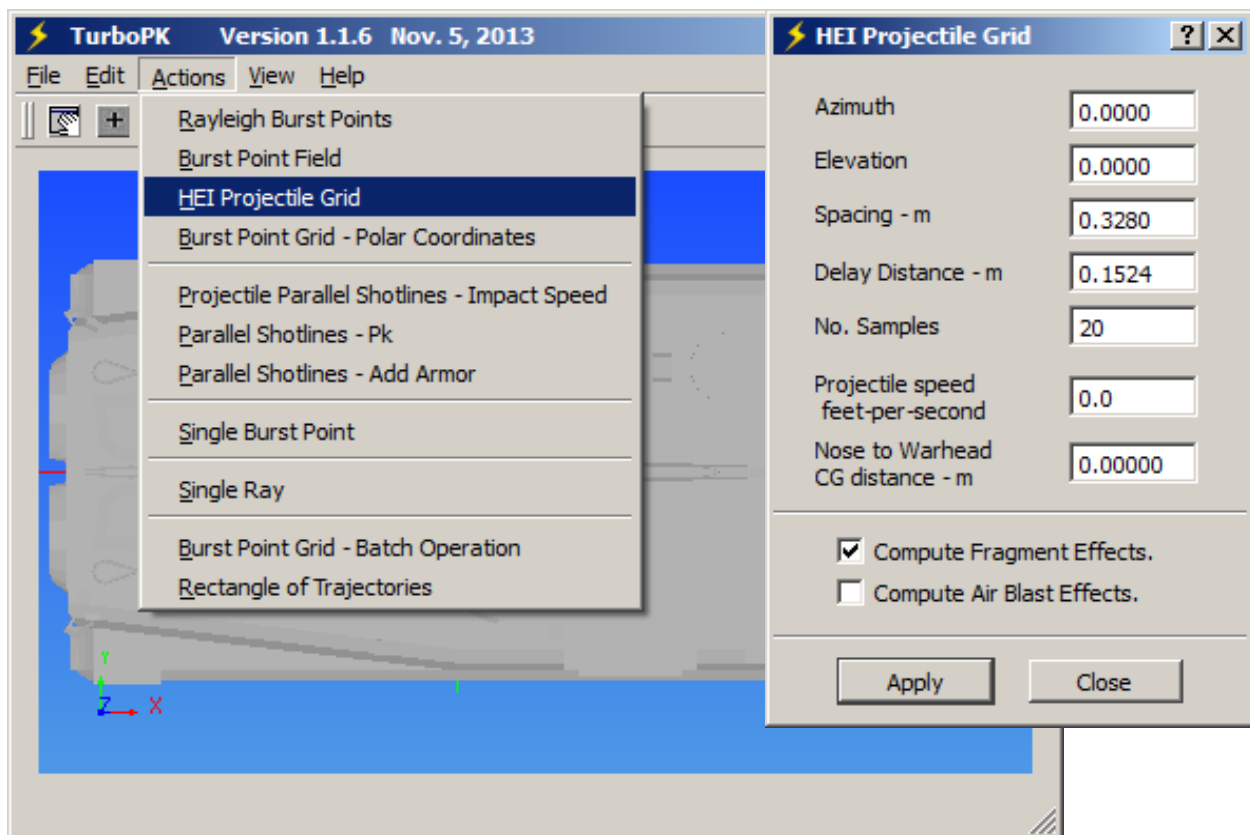 TurboPK Version 1.1.6 Nov. 5, 2013
File Edit Actions View Help
Rayleigh Burst Points
Burst Point Field
HEI Projectile Grid
Burst Point Grid - Polar Coordinates
Projectile Parallel Shotlines - Impact Speed
Parallel Shotlines - Pk
Parallel Shotlines - Add Armor
Single Burst Point
Single Ray
Burst Point Grid - Batch Operation
Rectangle of Trajectories
Y
Z X
HEI Projectile Grid ? X
Azimuth 0.0000
Elevation 0.0000
Spacing - m 0.3280
Delay Distance - m 0.1524
No. Samples 20
Projectile speed
feet-per-second 0.0
Nose to Warhead
CG distance - m 0.00000
Compute Fragment Effects.
Compute Air Blast Effects.
Apply Close